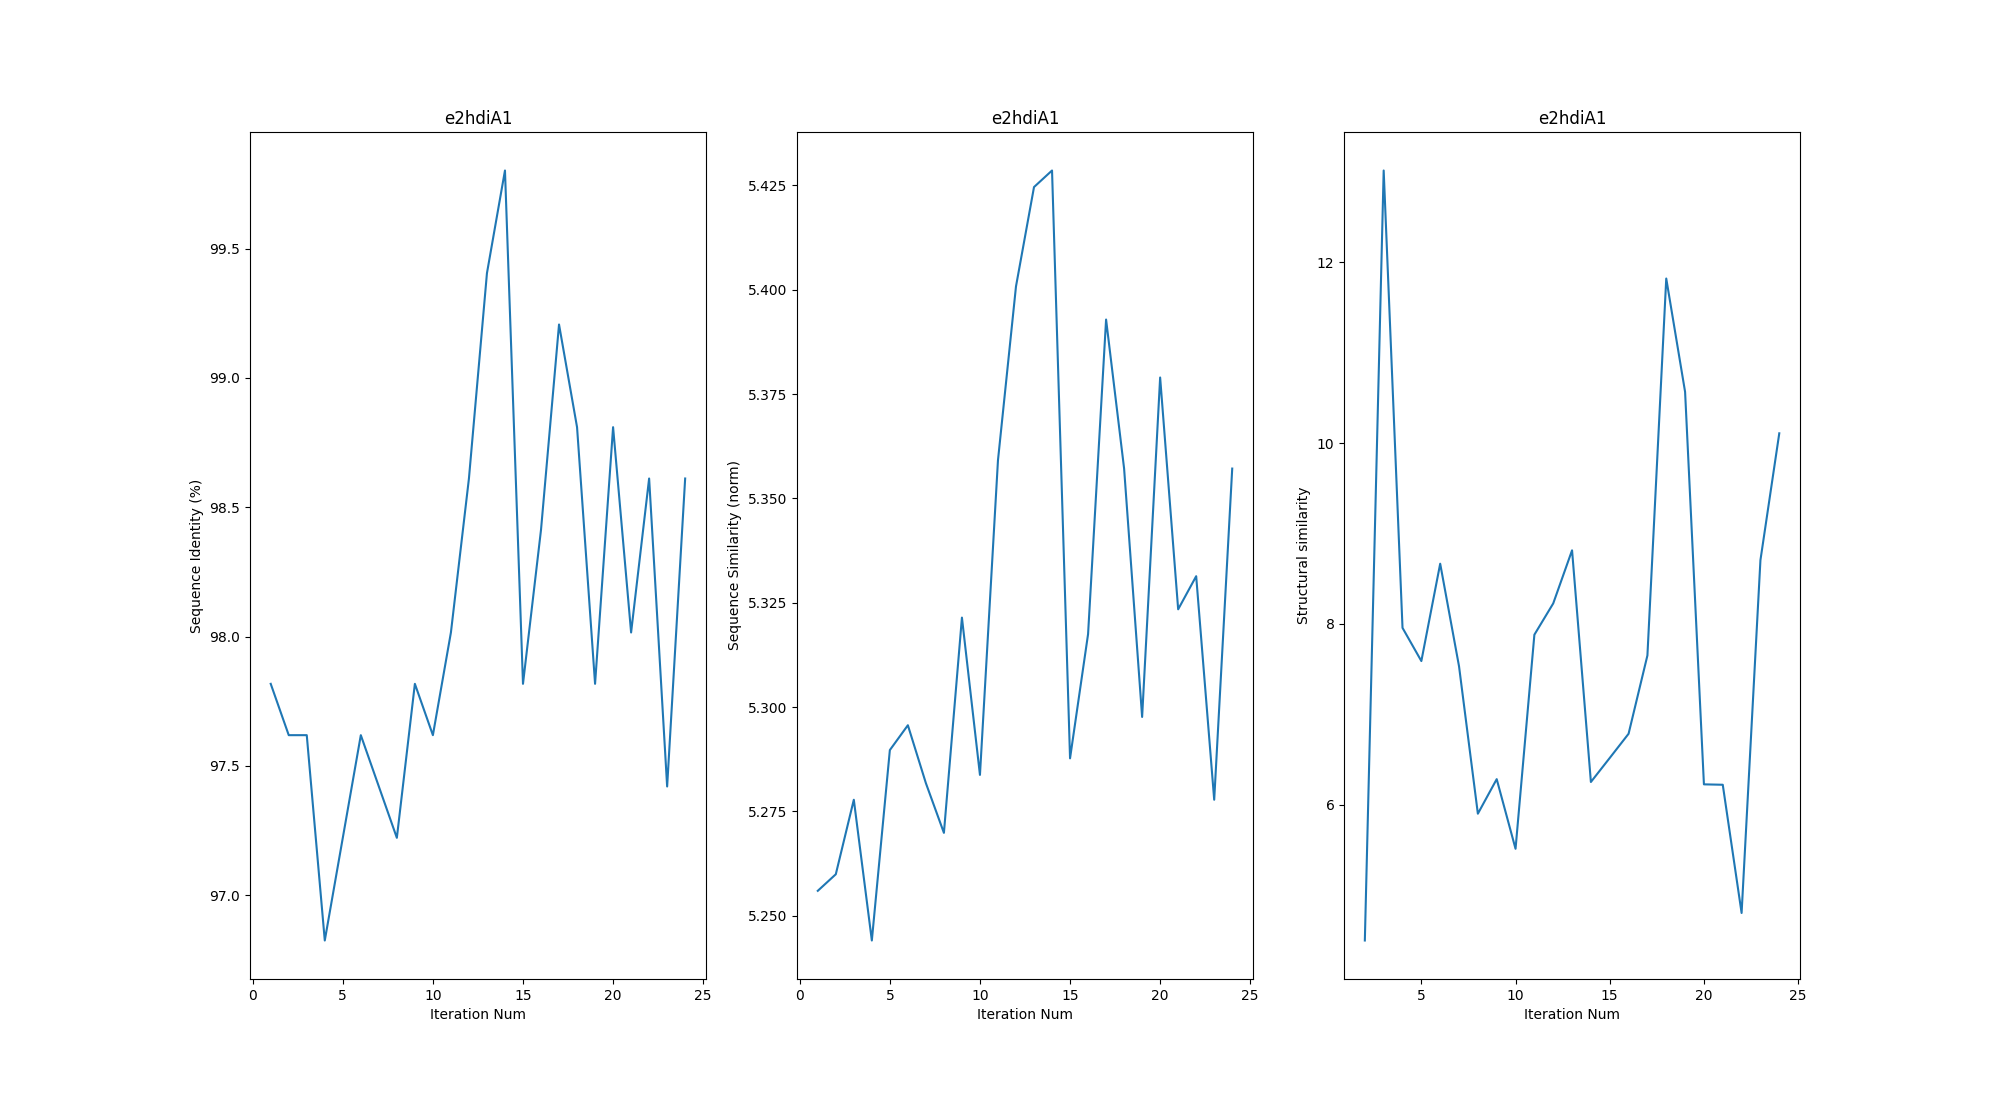 e2hdiA1
Sequence Identity (%)
99.5
99.0
98.5
98.0
97.5
97.0
0 5 10 15 20 25
Iteration Num
e2hdiA1
Sequence Similarity (norm)
5.425
5.400
5.375
5.350
5.325
5.300
5.275
5.250
0 5 10 15 20 25
Iteration Num
e2hdiA1
Structural similarity
12
10
8
6
5 10 15 20 25
Iteration Num